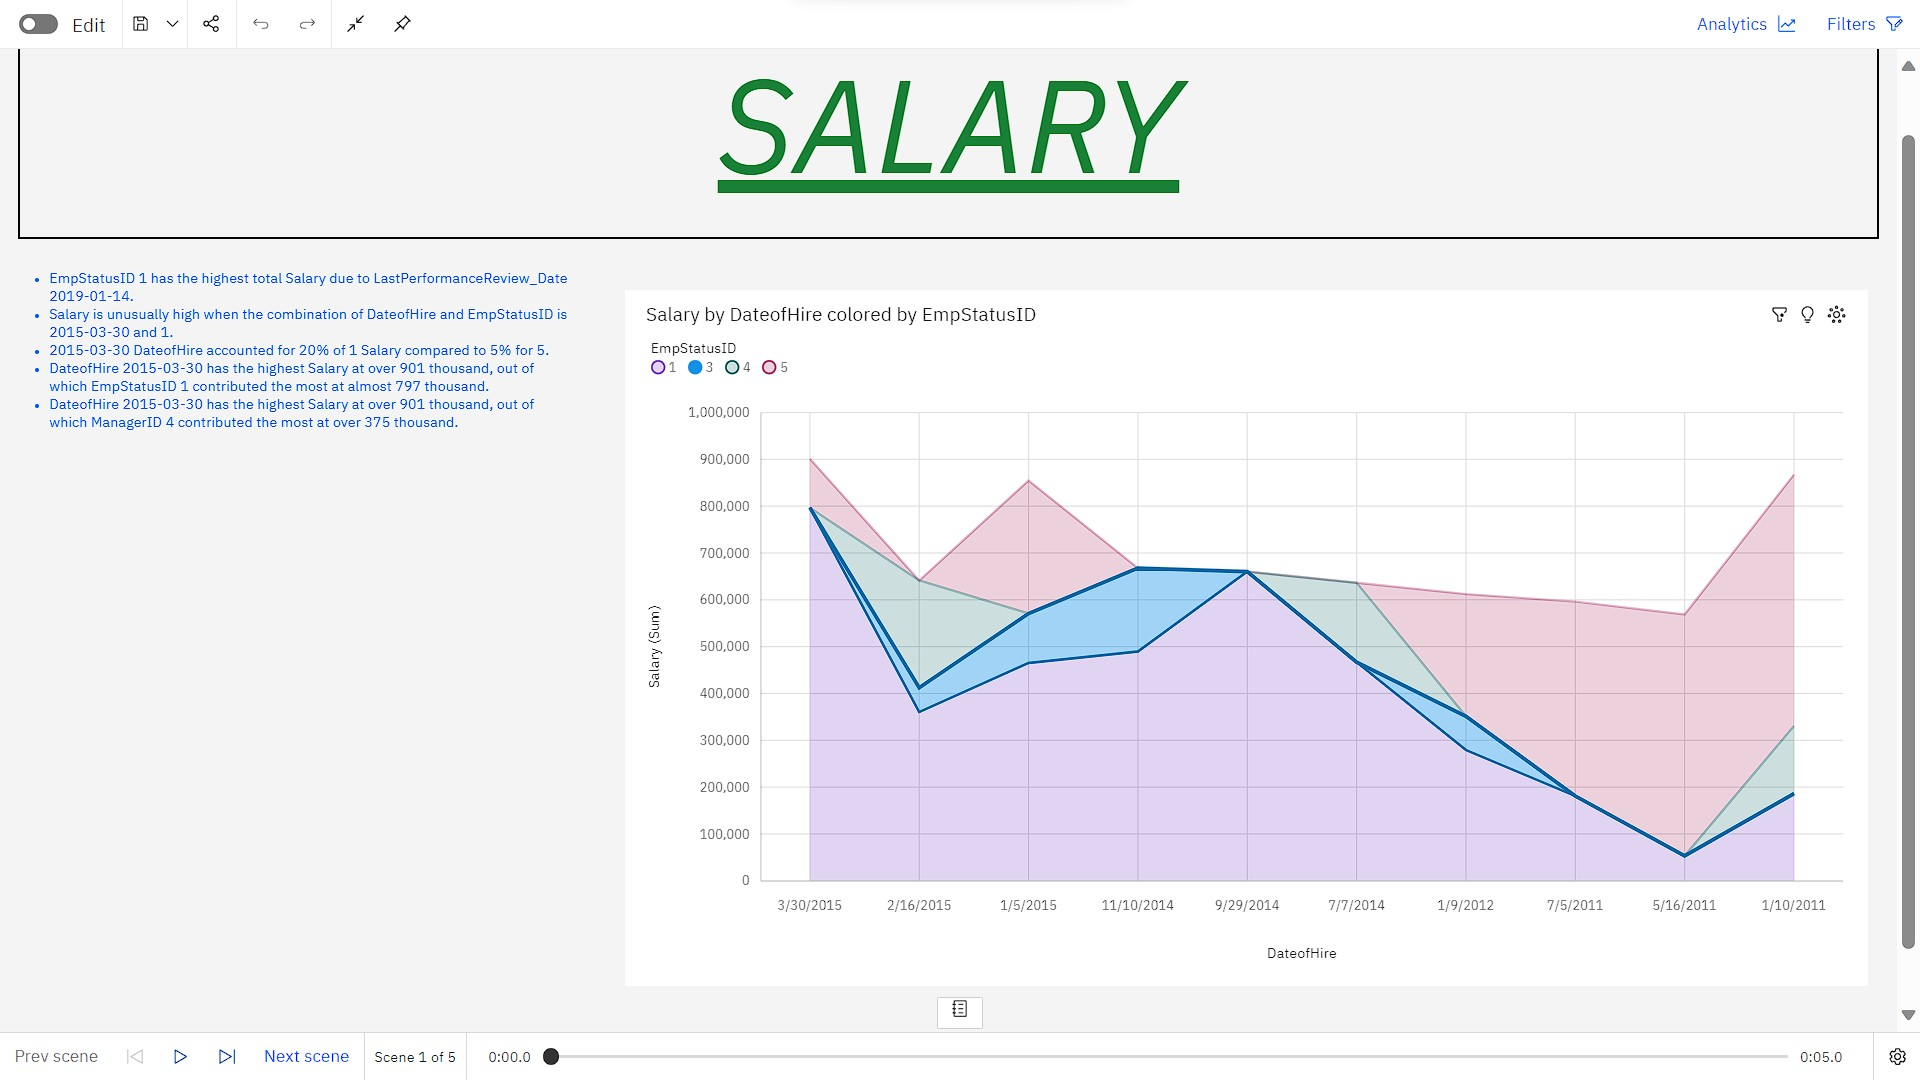 Edit
Analytics
Filters
SALARY
• EmpStatusID 1 has the highest total Salary due to LastPerformanceReview_Date
2019-01-14.
• Salary is unusually high when the combination of DateofHire and EmpStatusID is
2015-03-30 and 1.
• 2015-03-30 DateofHire accounted for 20% of 1 Salary compared to 5% for 5.
• DateofHire 2015-03-30 has the highest Salary at over 901 thousand, out of
which EmpStatusID 1 contributed the most at almost 797 thousand.
• DateofHire 2015-03-30 has the highest Salary at over 901 thousand, out of
which ManagerID 4 contributed the most at over 375 thousand.
Salary by DateofHire colored by EmpStatusID
EmpStatusID
1 3 4 5
1,000,000
900,000
800,000
700,000
600,000
500,000
400,000
300,000
200,000
100,000
0
Salary (Sum)
3/30/2015 2/16/2015 1/5/2015 11/10/2014 9/29/2014 7/7/2014 1/9/2012 7/5/2011 5/16/2011 1/10/2011
DateofHire
Prev scene Next scene Scene 1 of 5 0:00.0 0:05.0